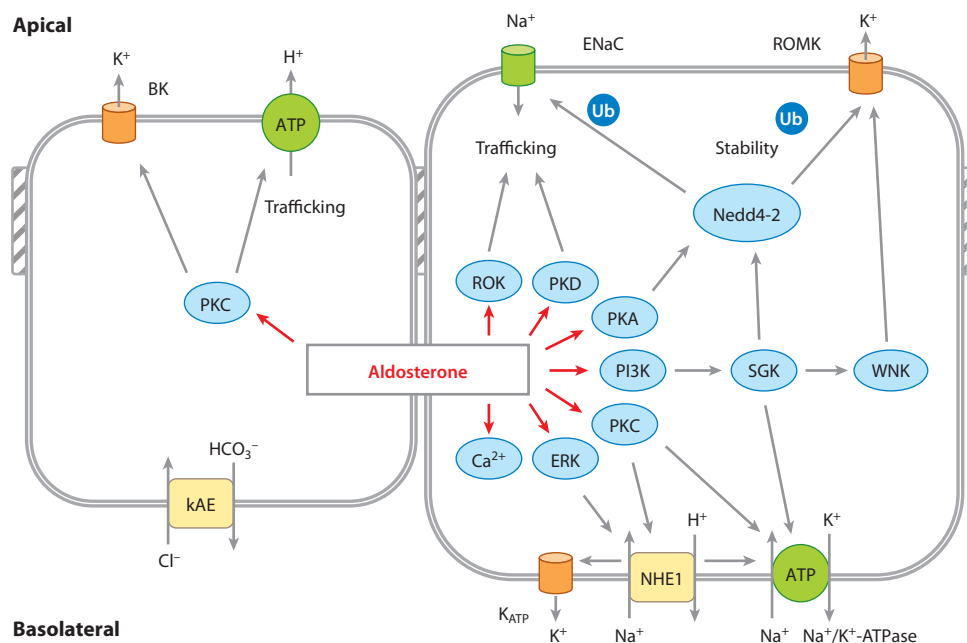 Apical
K⁺
BK
H⁺
ATP
Trafficking
PKC
HCO₃⁻
kAE
Cl⁻
Basolateral
Na⁺
ENaC
ROMK
K⁺
Ub
Ub
Trafficking
Stability
Nedd4-2
ROK
PKD
PKA
Aldosterone
PI3K
SGK
WNK
PKC
Ca²⁺
ERK
H⁺
K⁺
NHE1
ATP
K_ATP
K⁺
Na⁺
Na⁺
Na⁺/K⁺-ATPase